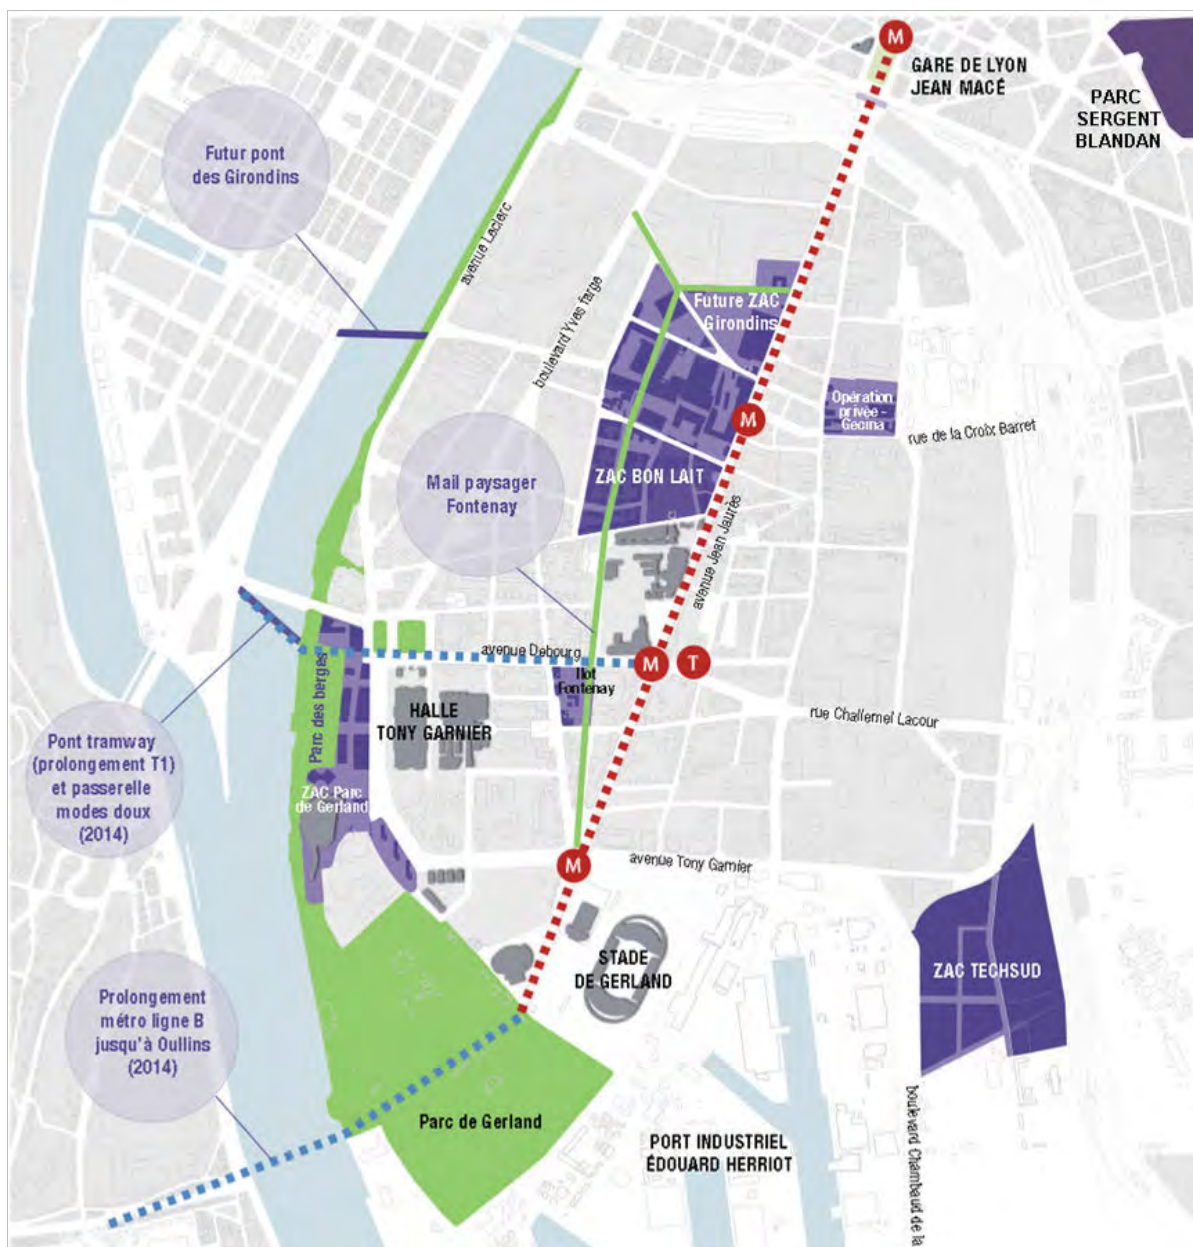 M
GARE DE LYON
JEAN MACÉ
PARC
SERGENT
BLANDAN
Futur pont
des Girondins
avenue Leclerc
boulevard Yves farge
Future ZAC
Girondins
Opération
privée -
Gecina
rue de la Croix Barret
M
ZAC BON LAIT
Mail paysager
Fontenay
avenue Jean Jaurès
avenue Debourg
M
T
Ilot
Fontenay
Parc des berges
HALLE
TONY GARNIER
rue Challemel Lacour
Pont tramway
(prolongement T1)
et passerelle
modes doux
(2014)
ZAC Parc
de Gerland
M
avenue Tony Garnier
STADE
DE GERLAND
ZAC TECHSUD
Prolongement
métro ligne B
jusqu'à Oullins
(2014)
Parc de Gerland
PORT INDUSTRIEL
ÉDOUARD HERRIOT
boulevard Chambaud de la